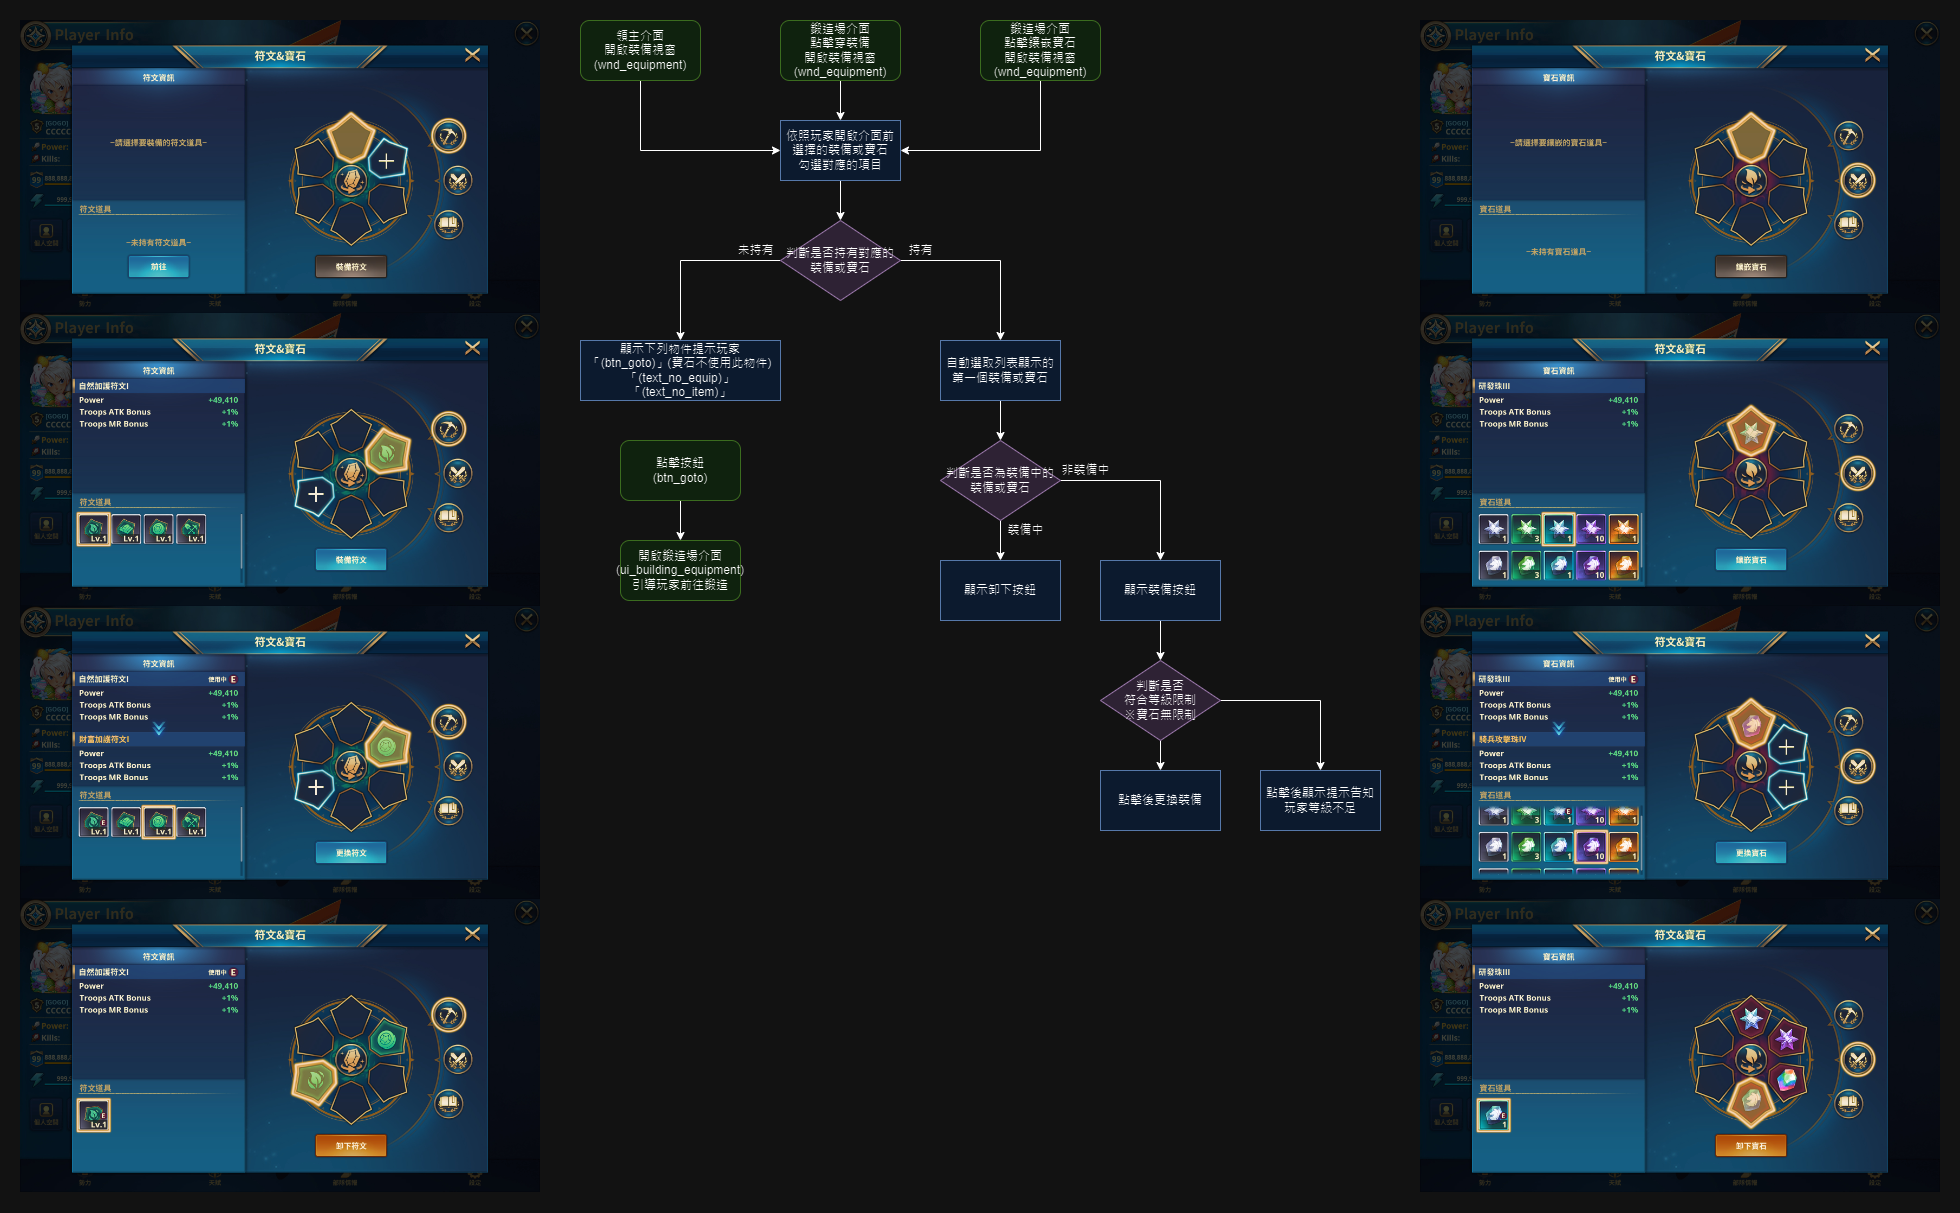 Player Info
符文&寶石
符文資訊
–請選擇要裝備的符文道具–
Power:
Kills:
符文道具
–未持有符文道具–
前往
裝備符文
Player Info
符文&寶石
符文資訊
自然加護符文I
Power +49,410
Troops ATK Bonus +1%
Troops MR Bonus +1%
符文道具
Lv.1 Lv.1 Lv.1 Lv.1
裝備符文
Player Info
符文&寶石
符文資訊
自然加護符文I 使用中 E
Power +49,410
Troops ATK Bonus +1%
Troops MR Bonus +1%
財富加護符文I
Power +49,410
Troops ATK Bonus +1%
Troops MR Bonus +1%
符文道具
Lv.1 Lv.1 Lv.1 Lv.1
更換符文
Player Info
符文&寶石
符文資訊
自然加護符文I 使用中 E
Power +49,410
Troops ATK Bonus +1%
Troops MR Bonus +1%
符文道具
Lv.1
卸下符文
領主介面
開啟裝備視窗
(wnd_equipment)
鍛造場介面
點擊穿裝備
開啟裝備視窗
(wnd_equipment)
鍛造場介面
點擊鑲嵌寶石
開啟裝備視窗
(wnd_equipment)
依照玩家開啟介面前
選擇的裝備或寶石
勾選對應的項目
未持有
判斷是否持有對應的
裝備或寶石
持有
顯示下列物件提示玩家
「(btn_goto)」(寶石不使用此物件)
「(text_no_equip)」
「(text_no_item)」
自動選取列表顯示的
第一個裝備或寶石
點擊按鈕
(btn_goto)
開啟鍛造場介面
(ui_building_equipment)
引導玩家前往鍛造
判斷是否為裝備中的
裝備或寶石
非裝備中
裝備中
顯示卸下按鈕
顯示裝備按鈕
判斷是否
符合等級限制
※寶石無限制
點擊後更換裝備
點擊後顯示提示告知
玩家等級不足
Player Info
符文&寶石
寶石資訊
–請選擇要鑲嵌的寶石道具–
Power:
Kills:
寶石道具
–未持有寶石道具–
鑲嵌寶石
Player Info
符文&寶石
寶石資訊
研發珠III
Power +49,410
Troops ATK Bonus +1%
Troops MR Bonus +1%
寶石道具
1 3 1 10 1
1 3 1 10 1
鑲嵌寶石
Player Info
符文&寶石
寶石資訊
研發珠III 使用中 E
Power +49,410
Troops ATK Bonus +1%
Troops MR Bonus +1%
騎兵攻擊珠IV
Power +49,410
Troops ATK Bonus +1%
Troops MR Bonus +1%
寶石道具
1 3 1 10 1
1 3 1 10 1
更換寶石
Player Info
符文&寶石
寶石資訊
研發珠III
Power +49,410
Troops ATK Bonus +1%
Troops MR Bonus +1%
寶石道具
1
卸下寶石